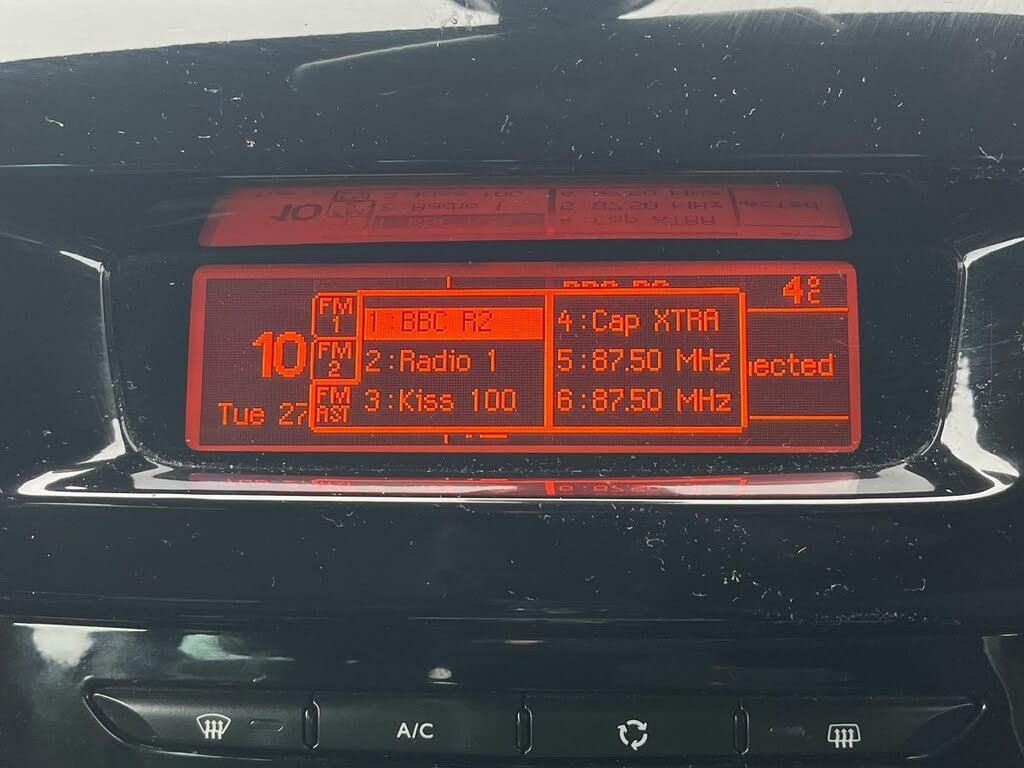 4°C
FM 1
1:BBC R2
4:Cap XTRA
10
FM 2
2:Radio 1
5:87.50 MHz
nected
Tue 27
FM AST
3:Kiss 100
6:87.50 MHz
A/C